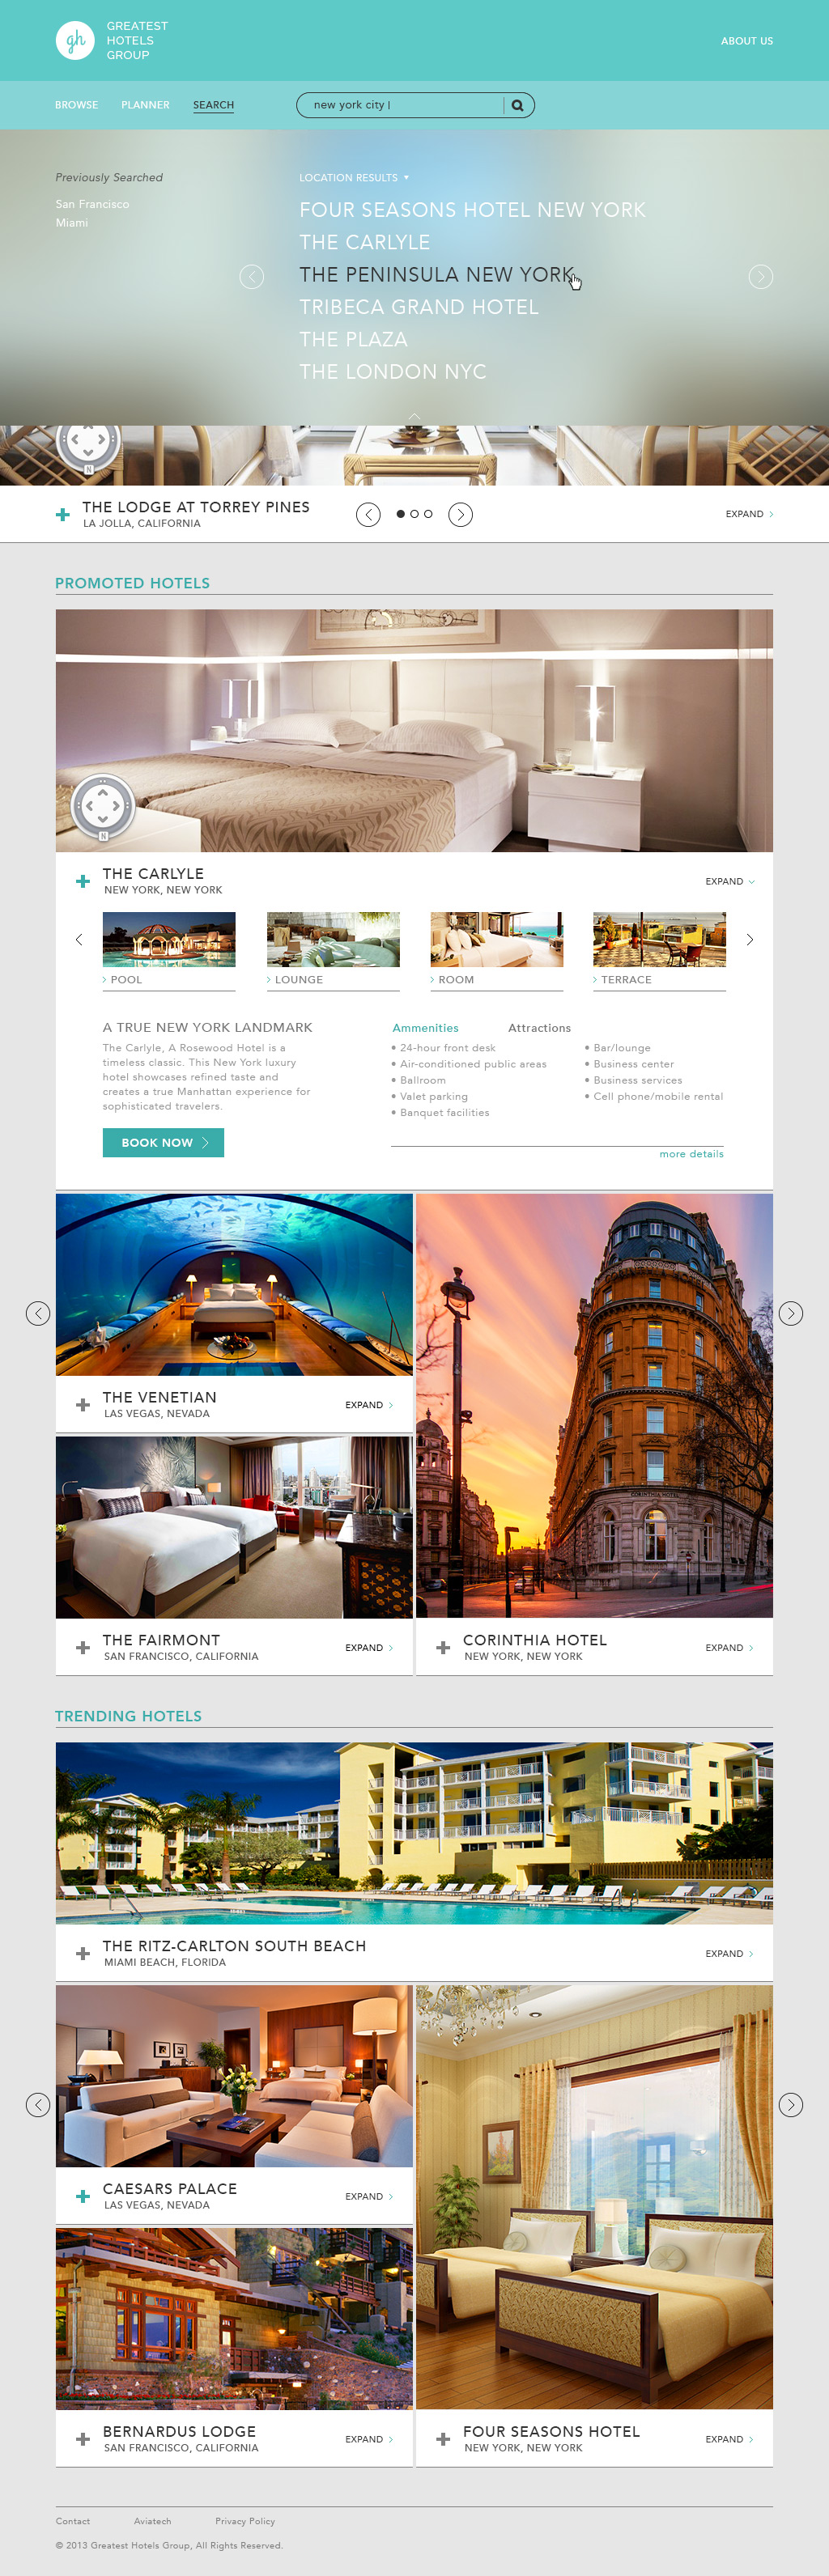 gh
GREATEST
HOTELS
GROUP
ABOUT US
BROWSE
PLANNER
SEARCH
new york city
Previously Searched
San Francisco
Miami
LOCATION RESULTS
FOUR SEASONS HOTEL NEW YORK
THE CARLYLE
THE PENINSULA NEW YORK
TRIBECA GRAND HOTEL
THE PLAZA
THE LONDON NYC
N
THE LODGE AT TORREY PINES
LA JOLLA, CALIFORNIA
EXPAND
PROMOTED HOTELS
N
THE CARLYLE
NEW YORK, NEW YORK
EXPAND
POOL
LOUNGE
ROOM
TERRACE
A TRUE NEW YORK LANDMARK
The Carlyle, A Rosewood Hotel is a
timeless classic. This New York luxury
hotel showcases refined taste and
creates a true Manhattan experience for
sophisticated travelers.
BOOK NOW
Ammenities
Attractions
• 24-hour front desk
• Air-conditioned public areas
• Ballroom
• Valet parking
• Banquet facilities
• Bar/lounge
• Business center
• Business services
• Cell phone/mobile rental
more details
THE VENETIAN
LAS VEGAS, NEVADA
EXPAND
THE FAIRMONT
SAN FRANCISCO, CALIFORNIA
EXPAND
CORINTHIA HOTEL
CORINTHIA HOTEL
NEW YORK, NEW YORK
EXPAND
TRENDING HOTELS
THE RITZ-CARLTON SOUTH BEACH
MIAMI BEACH, FLORIDA
EXPAND
CAESARS PALACE
LAS VEGAS, NEVADA
EXPAND
BERNARDUS LODGE
SAN FRANCISCO, CALIFORNIA
EXPAND
FOUR SEASONS HOTEL
NEW YORK, NEW YORK
EXPAND
Contact
Aviatech
Privacy Policy
© 2013 Greatest Hotels Group, All Rights Reserved.